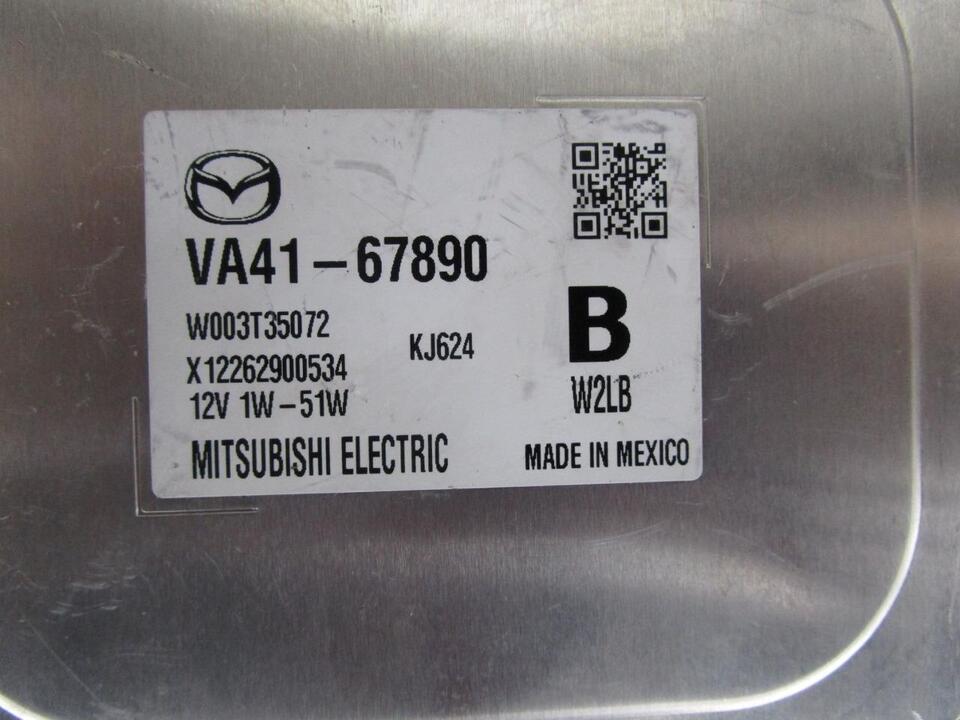 VA41-67890
W003T35072
KJ624
X12262900534
12V 1W-51W
B
W2LB
MITSUBISHI ELECTRIC
MADE IN MEXICO